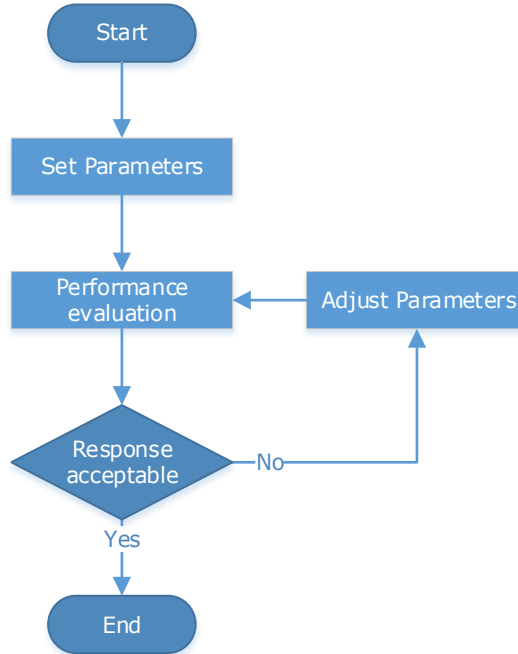 Start
Set Parameters
Performance
evaluation
Adjust Parameters
Response
acceptable
No
Yes
End